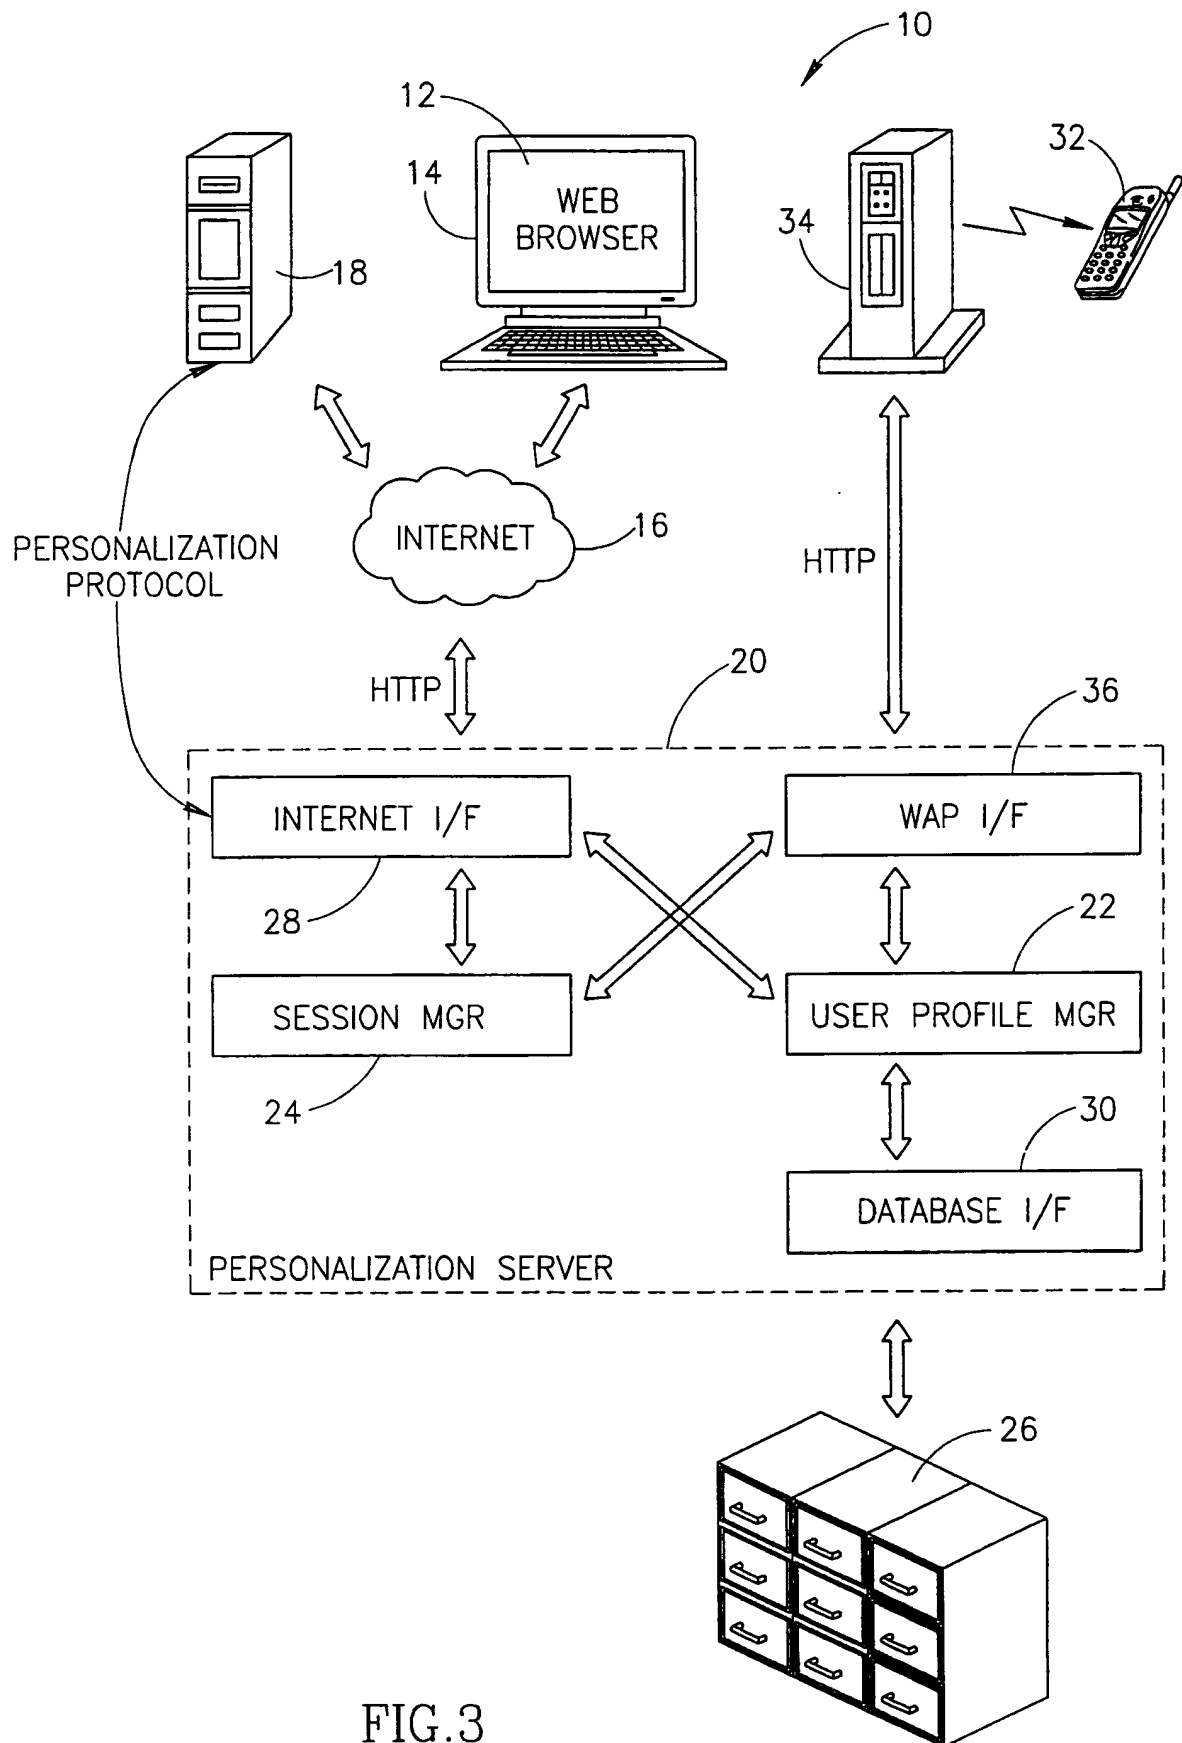 10
12
14
WEB
BROWSER
18
34
32
INTERNET
16
PERSONALIZATION
PROTOCOL
HTTP
HTTP
20
36
INTERNET I/F
WAP I/F
28
22
SESSION MGR
USER PROFILE MGR
24
30
DATABASE I/F
PERSONALIZATION SERVER
26
FIG.3